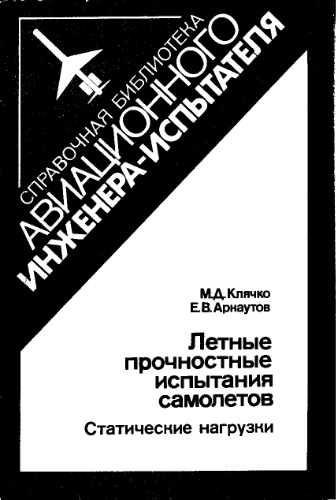 СПРАВОЧНАЯ БИБЛИОТЕКА
АВИАЦИОННОГО
ИНЖЕНЕРА-ИСПЫТАТЕЛЯ
М.Д.Клячко
Е.В.Арнаутов
Летные
прочностные
испытания
самолетов
Статические нагрузки